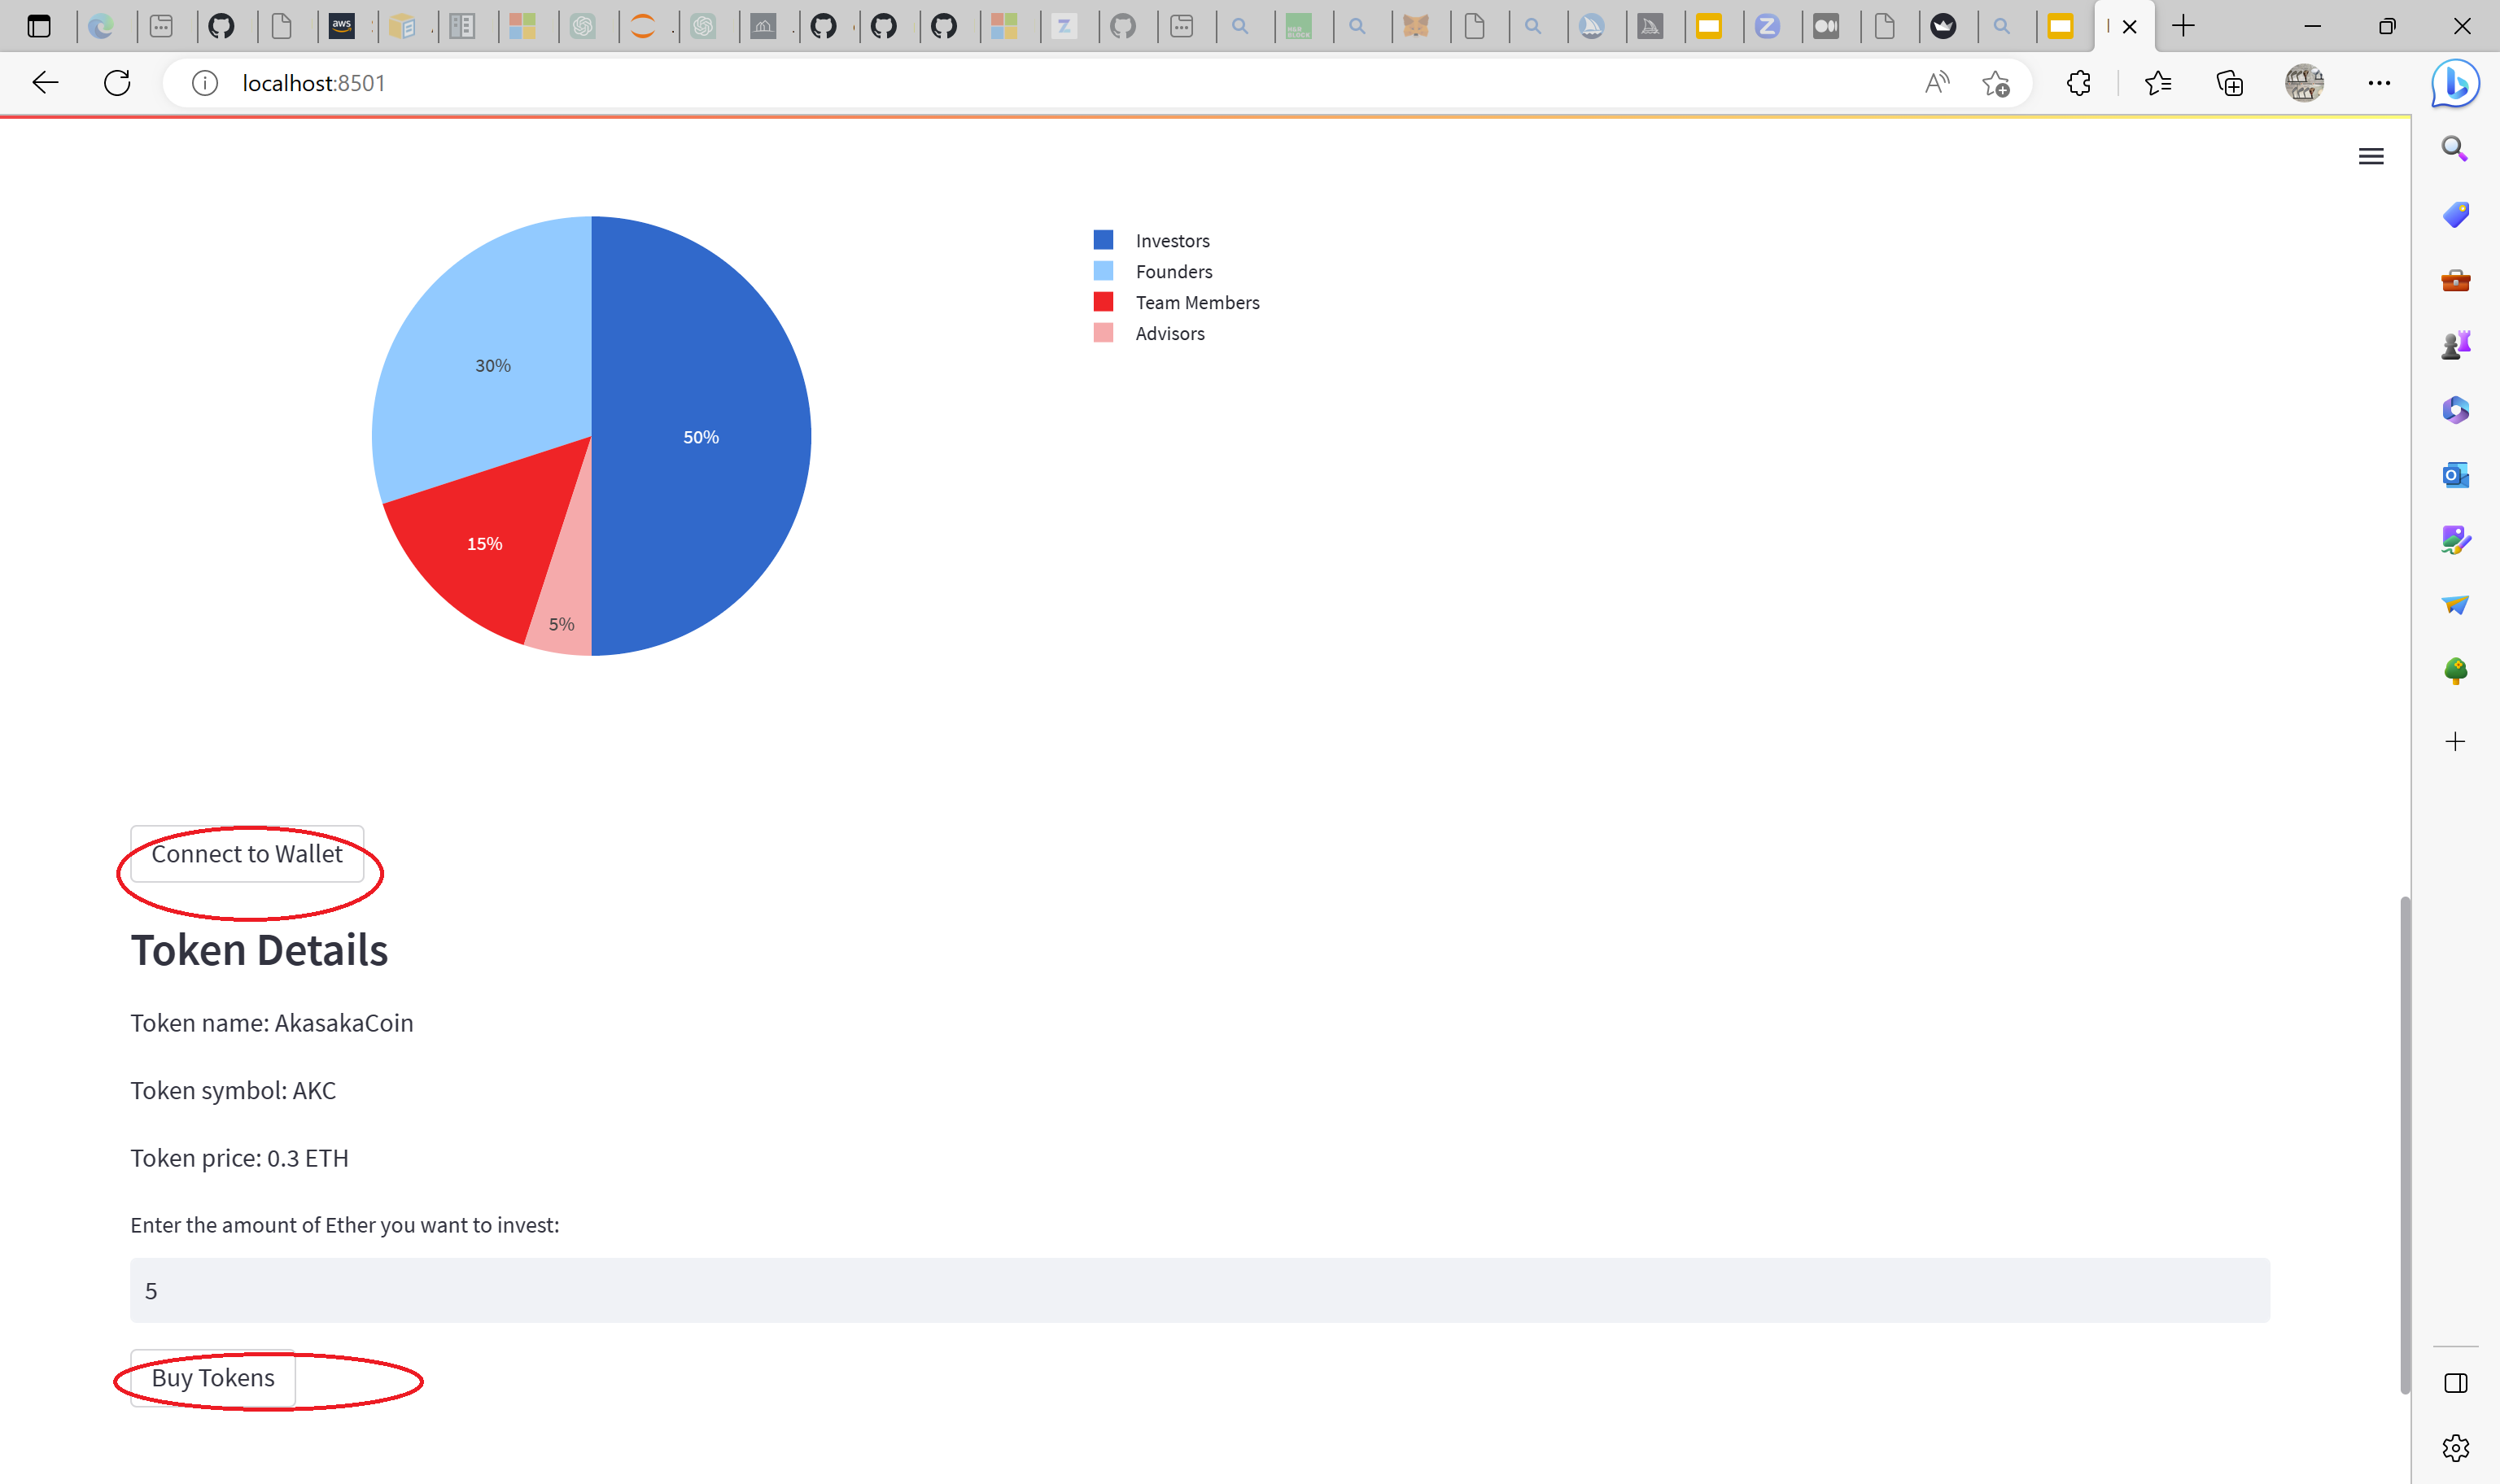 aws
localhost:8501
Investors
Founders
Team Members
Advisors
30%
50%
15%
5%
Connect to Wallet
Token Details
Token name: AkasakaCoin
Token symbol: AKC
Token price: 0.3 ETH
Enter the amount of Ether you want to invest:
5
Buy Tokens